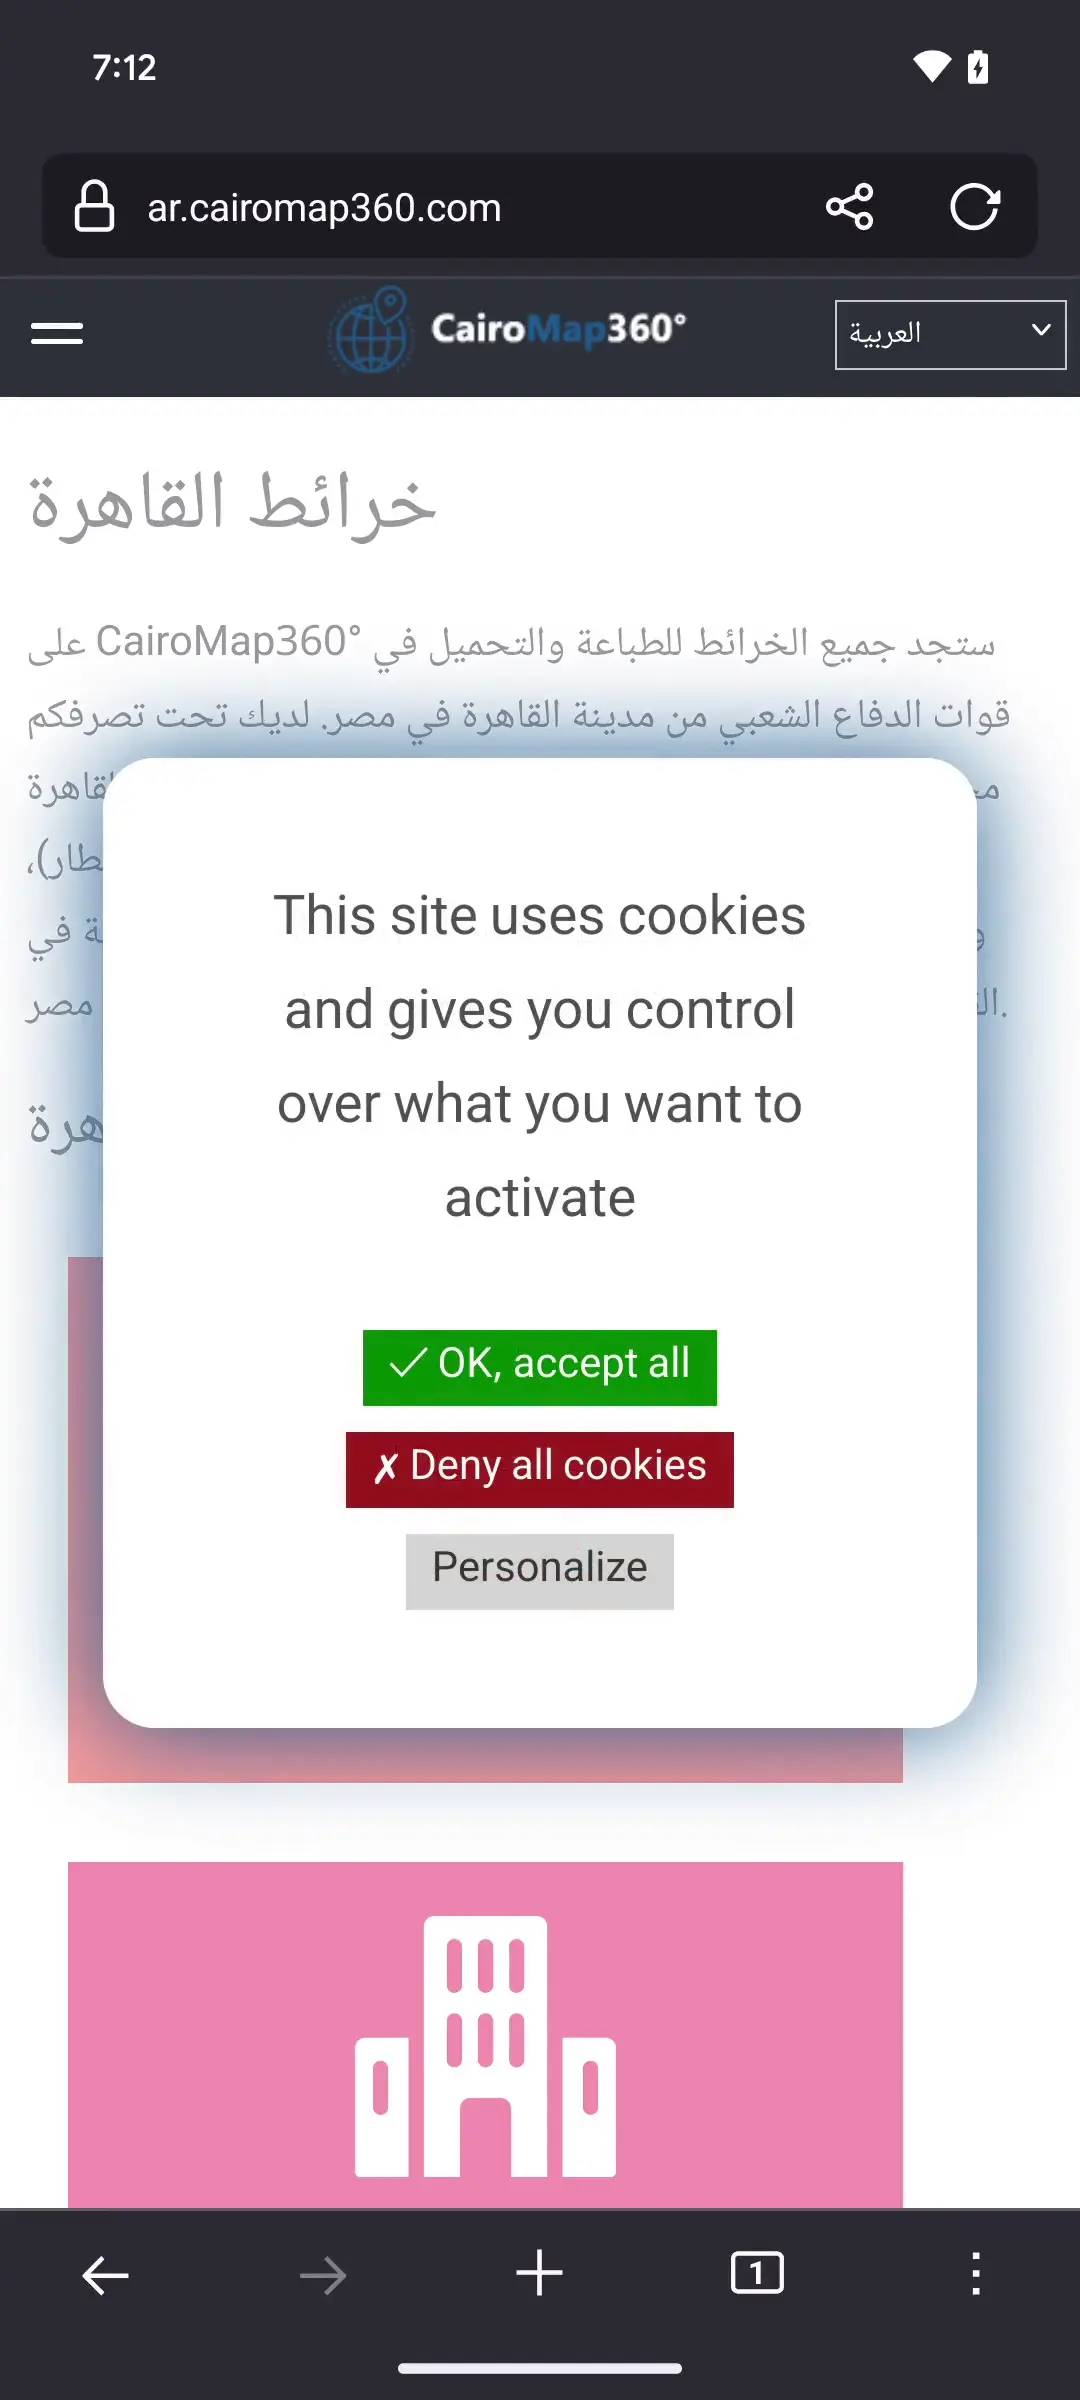 7:12
ar.cairomap360.com
CairoMap360°
العربية
خرائط القاهرة
ستجد جميع الخرائط للطباعة والتحميل في CairoMap360° على
قوات الدفاع الشعبي من مدينة القاهرة في مصر. لديك تحت تصرفكم
في
مصر
This site uses cookies
and gives you control
over what you want to
activate
✓ OK, accept all
✗ Deny all cookies
Personalize
1